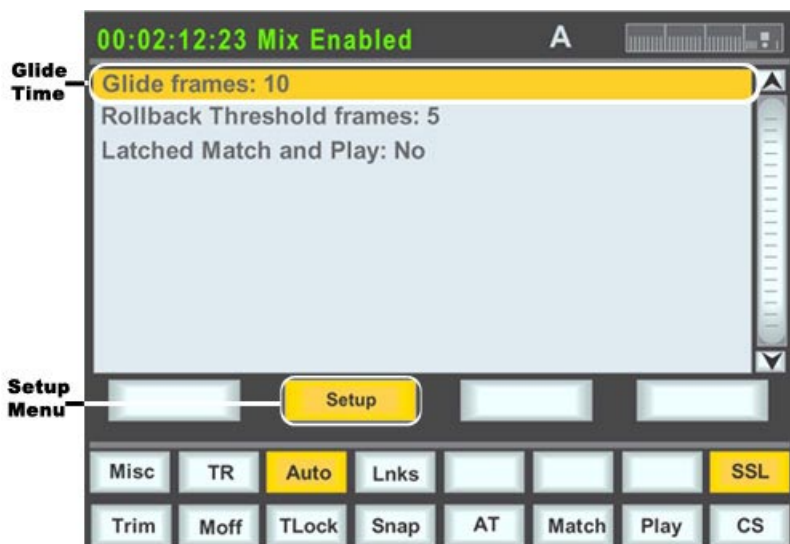 00:02:12:23 Mix Enabled A
Glide Time
Glide frames: 10
Rollback Threshold frames: 5
Latched Match and Play: No
Setup Menu
Setup
Misc TR Auto Lnks SSL
Trim Moff TLock Snap AT Match Play CS